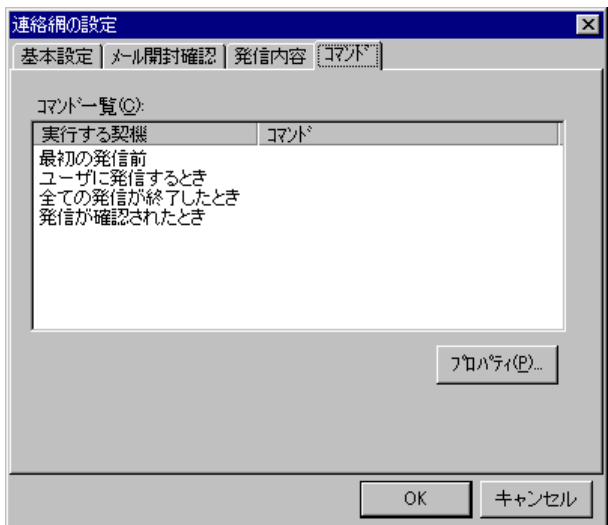 連絡網の設定
基本設定
メール開封確認
発信内容
コマンド
コマンド一覧(C):
実行する契機 コマンド
最初の発信前
ユーザに発信するとき
全ての発信が終了したとき
発信が確認されたとき
プロパティ(P)...
OK キャンセル